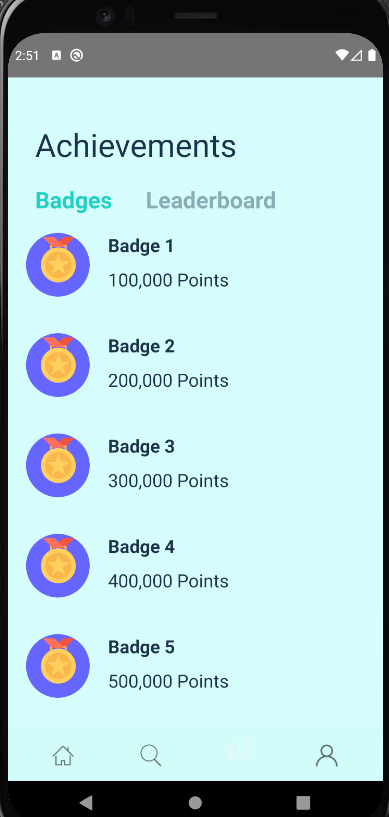 2:51
Achievements
Badges Leaderboard
Badge 1
100,000 Points
Badge 2
200,000 Points
Badge 3
300,000 Points
Badge 4
400,000 Points
Badge 5
500,000 Points